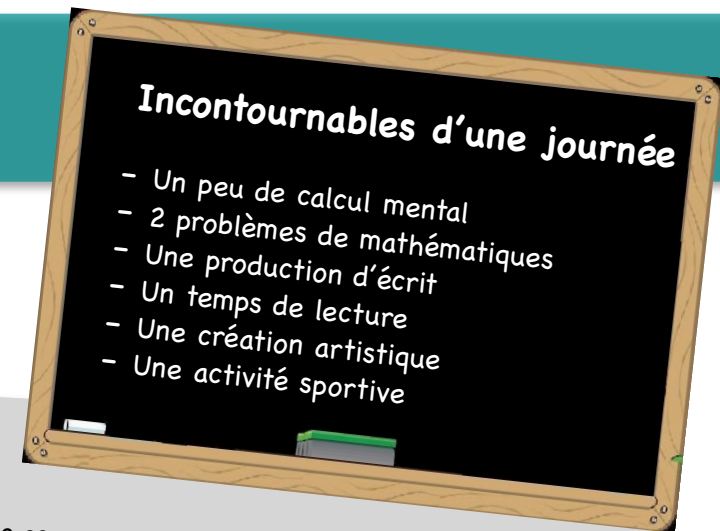 Incontournables d'une journée
- Un peu de calcul mental
- 2 problèmes de mathématiques
- Une production d'écrit
- Un temps de lecture
- Une création artistique
- Une activité sportive